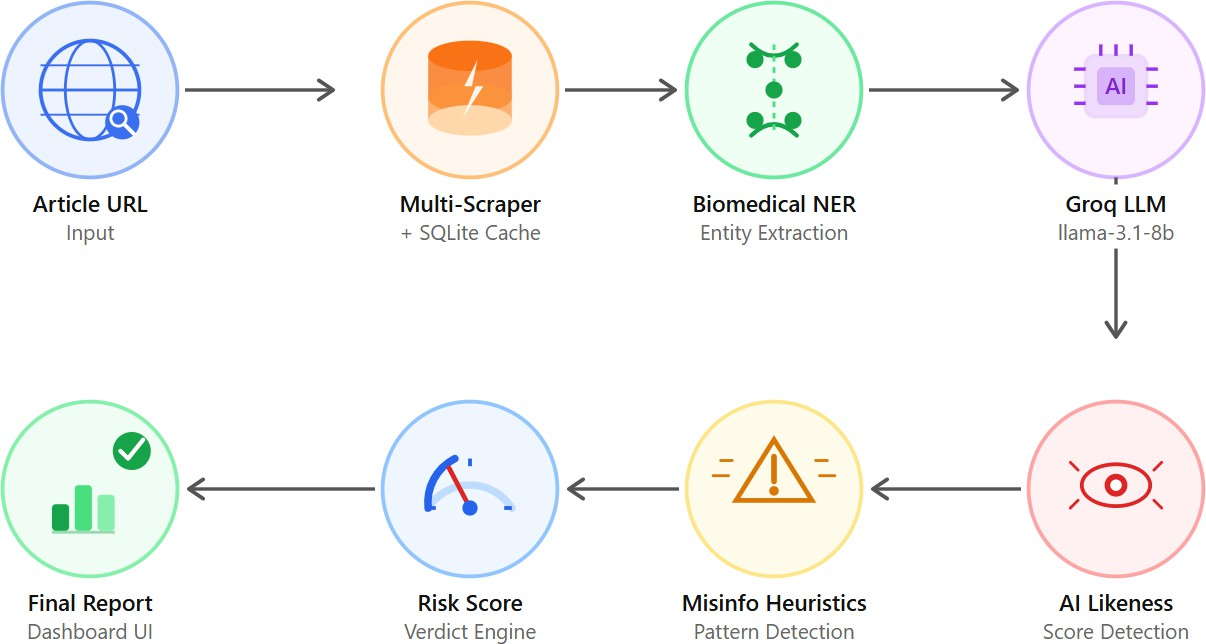 AI
Article URL
Input
Multi-Scraper
+ SQLite Cache
Biomedical NER
Entity Extraction
Groq LLM
llama-3.1-8b
Final Report
Dashboard UI
Risk Score
Verdict Engine
Misinfo Heuristics
Pattern Detection
AI Likeness
Score Detection